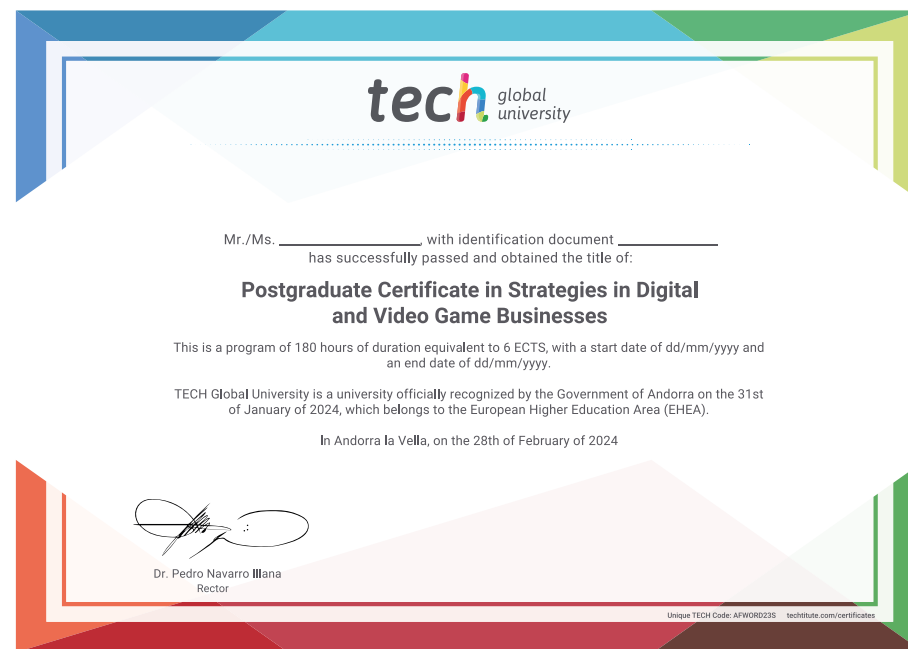 tech global university
Mr./Ms. ____________________, with identification document ______________
has successfully passed and obtained the title of:
Postgraduate Certificate in Strategies in Digital
and Video Game Businesses
This is a program of 180 hours of duration equivalent to 6 ECTS, with a start date of dd/mm/yyyy and
an end date of dd/mm/yyyy.
TECH Global University is a university officially recognized by the Government of Andorra on the 31st
of January of 2024, which belongs to the European Higher Education Area (EHEA).
In Andorra la Vella, on the 28th of February of 2024
Dr. Pedro Navarro Illana
Rector
Unique TECH Code: AFWORD23S techtitute.com/certificates